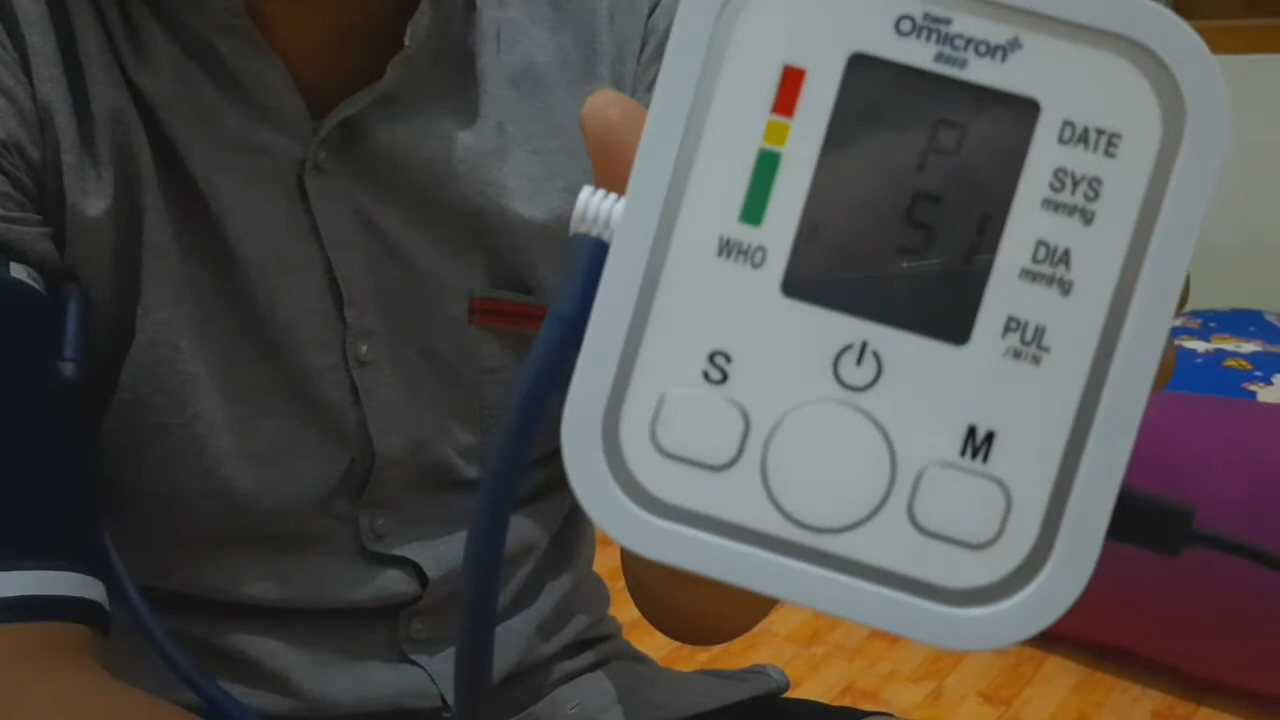 Omicron+
P
51
DATE
SYS
mmHg
DIA
mmHg
PUL
/MIN
WHO
S
M